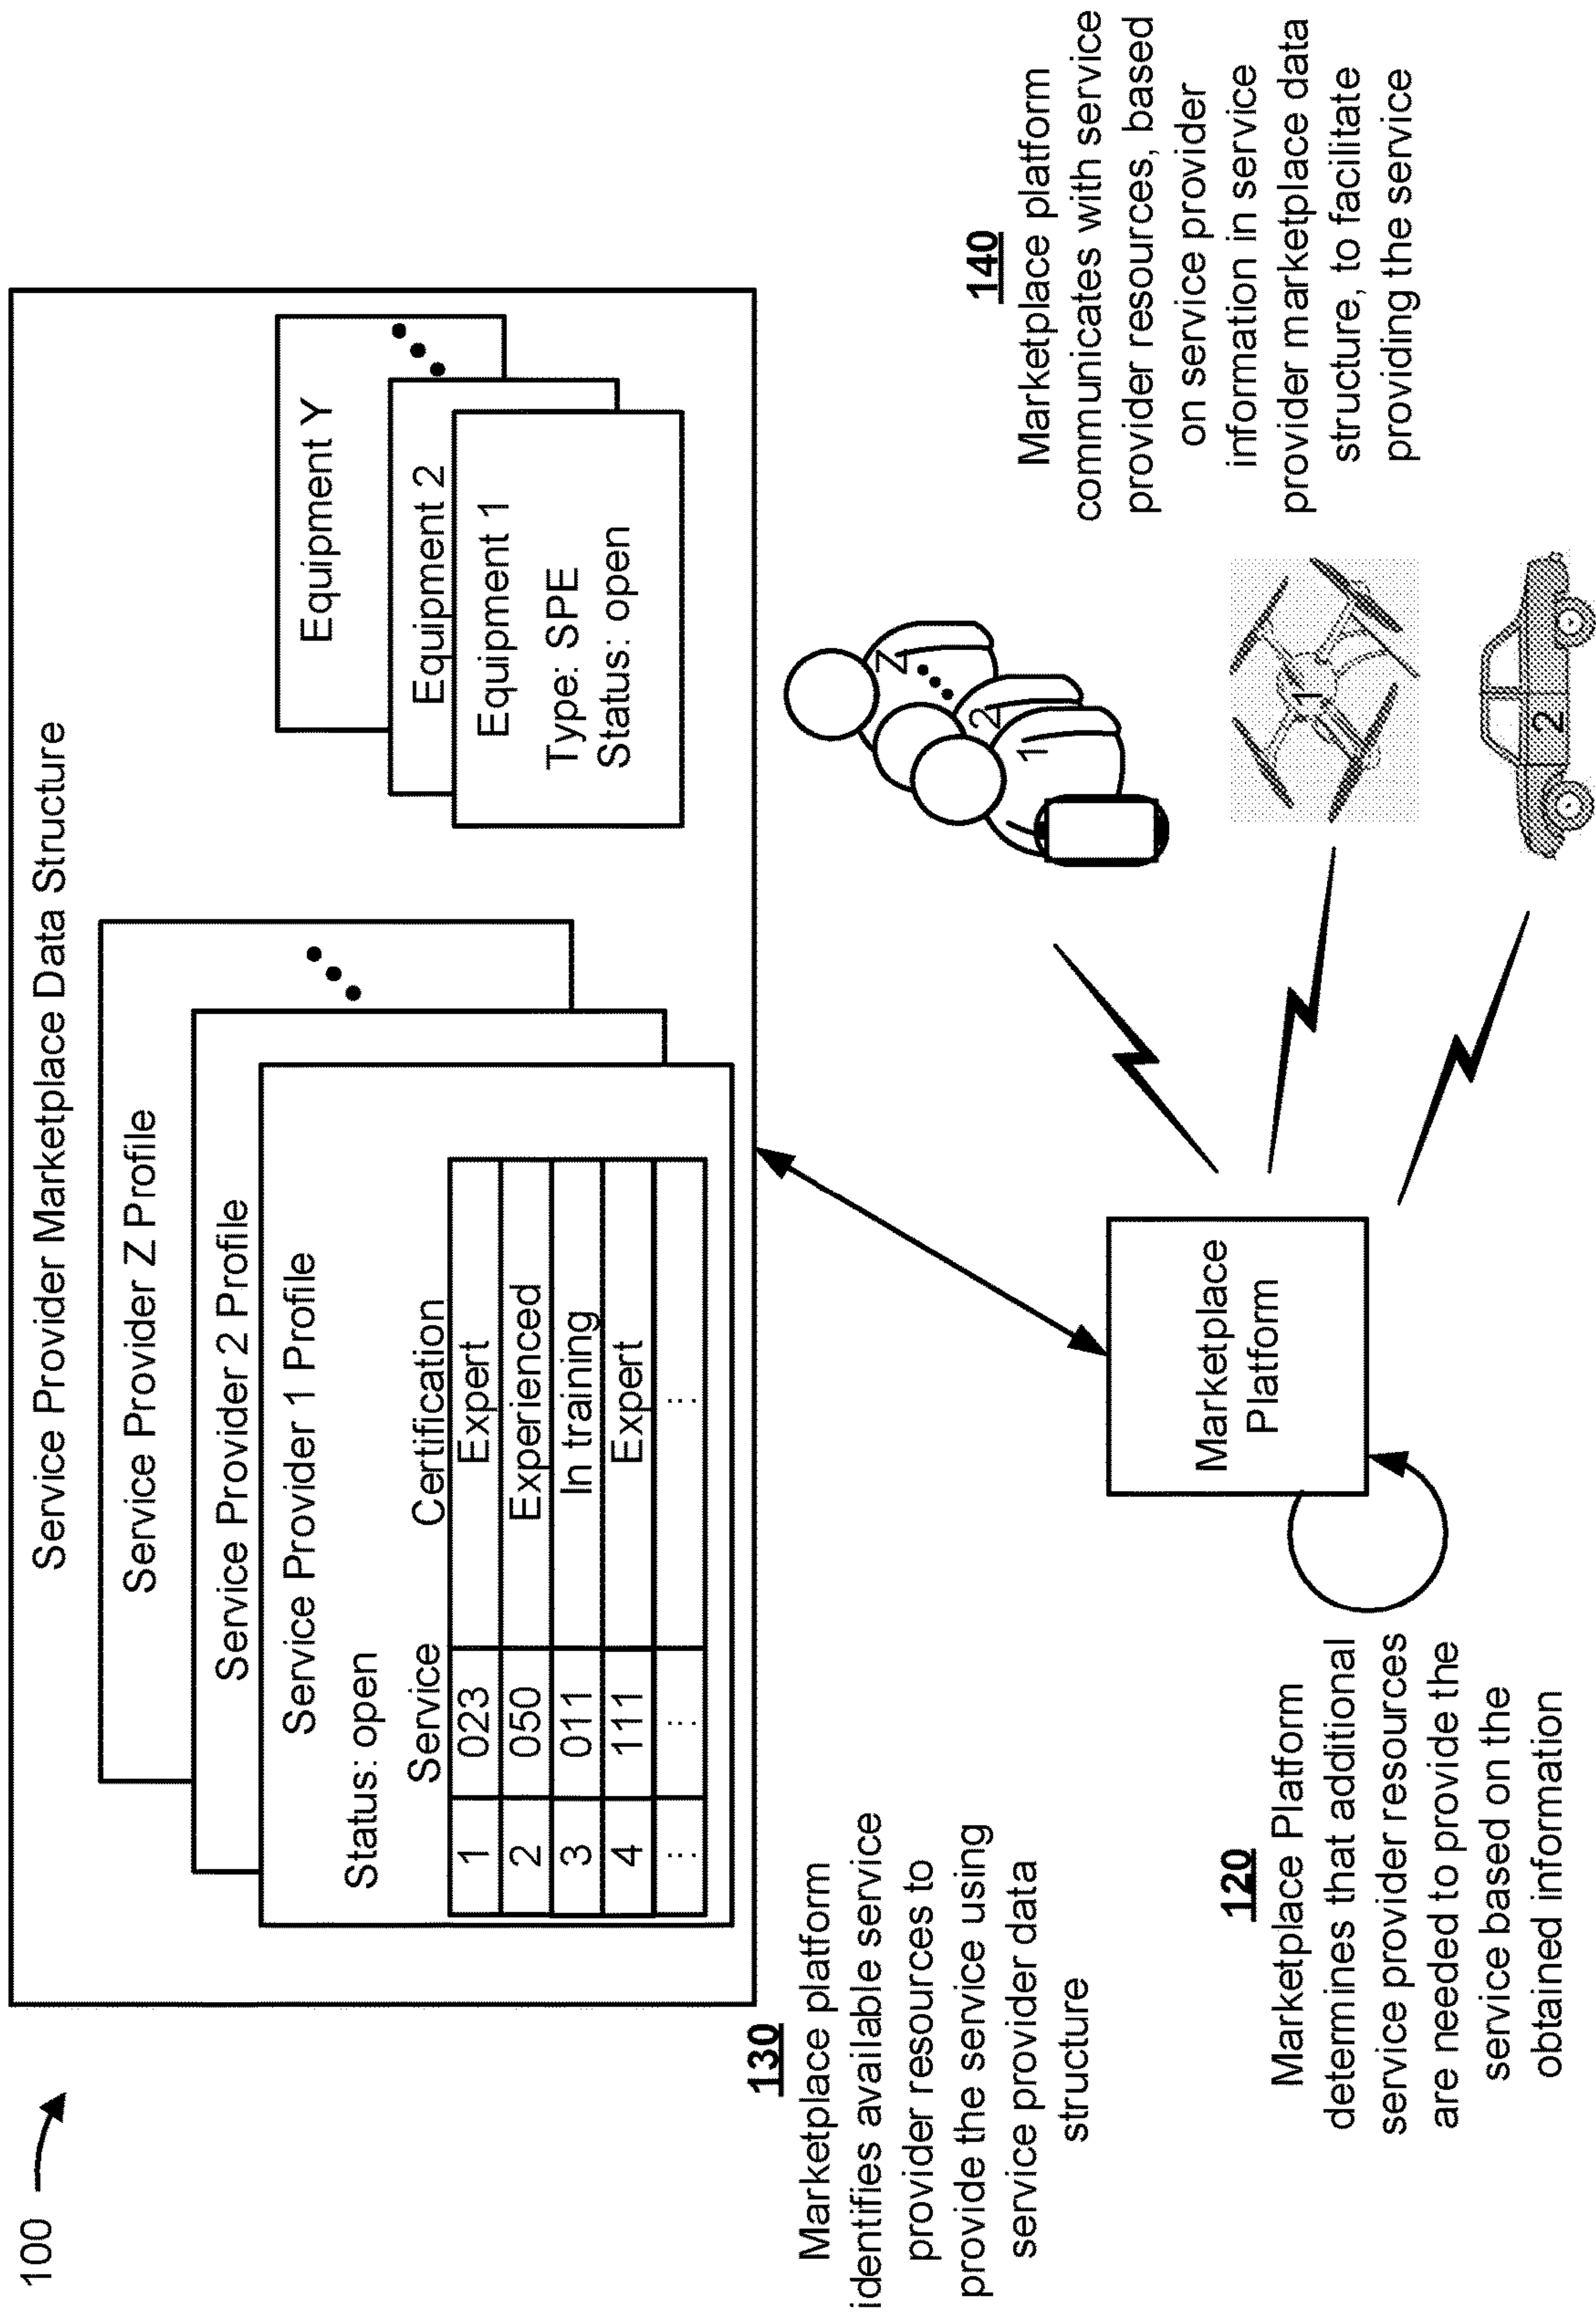 100
Service Provider Marketplace Data Structure
Service Provider Z Profile
Service Provider 2 Profile
Service Provider 1 Profile
Status: open
Service Certification
1 023 Expert
2 050 Experienced
3 011 In training
4 111 Expert
... ... ...
Equipment Y
Equipment 2
Equipment 1
Type: SPE
Status: open
130
Marketplace platform
identifies available service
provider resources to
provide the service using
service provider data
structure
120
Marketplace Platform
determines that additional
service provider resources
are needed to provide the
service based on the
obtained information
Marketplace
Platform
Z
2
1
1
2
140
Marketplace platform
communicates with service
provider resources, based
on service provider
information in service
provider marketplace data
structure, to facilitate
providing the service